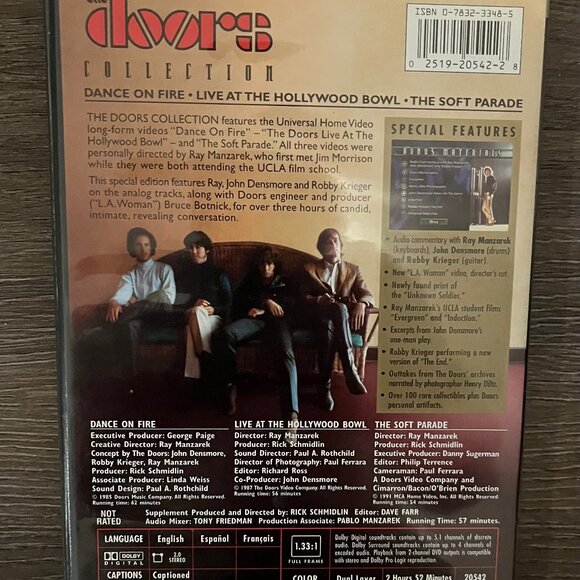 the
doors
COLLECTION
ISBN 0-7832-3348-5
0 2519-20542-2 8
DANCE ON FIRE • LIVE AT THE HOLLYWOOD BOWL • THE SOFT PARADE
THE DOORS COLLECTION features the Universal Home Video
long-form videos "Dance On Fire" – "The Doors Live At The
Hollywood Bowl" – and "The Soft Parade." All three videos were
personally directed by Ray Manzarek, who first met Jim Morrison
while they were both attending the UCLA film school.
This special edition features Ray, John Densmore and Robby Krieger
on the analog tracks, along with Doors engineer and producer
("L.A. Woman") Bruce Botnick, for over three hours of candid,
intimate, revealing conversation.
SPECIAL FEATURES
BONUS MATERIALS
• Audio commentary with Ray Manzarek
(keyboards), John Densmore (drums)
and Robby Krieger (guitar).
• New "L.A. Woman" video, director's cut.
• Newly found print of
the "Unknown Soldier."
• Ray Manzarek's UCLA student films
"Evergreen" and "Induction."
• Excerpts from John Densmore's
one-man play.
• Robby Krieger performing a new
version of "The End."
• Outtakes from The Doors' archives
narrated by photographer Henry Diltz.
• Over 100 rare collectibles plus Doors
personal artifacts.
DANCE ON FIRE
Executive Producer: George Paige
Creative Director: Ray Manzarek
Concept by The Doors: John Densmore,
Robby Krieger, Ray Manzarek
Producer: Rick Schmidlin
Associate Producer: Linda Weiss
Sound Design: Paul A. Rothchild
© 1985 Doors Music Company. All Rights Reserved.
Running time: 62 minutes
LIVE AT THE HOLLYWOOD BOWL
Director: Ray Manzarek
Producer: Rick Schmidlin
Sound Director: Paul A. Rothchild
Director of Photography: Paul Ferrara
Editor: Richard Ross
Co-Producer: John Densmore
© 1987 The Doors Video Company. All Rights Reserved.
Running time: 56 minutes
THE SOFT PARADE
Director: Ray Manzarek
Producer: Rick Schmidlin
Executive Producer: Danny Sugerman
Editor: Philip Terrence
Cameraman: Paul Ferrara
A Doors Video Company and
Cimarron/Bacon/O'Brien Production
© 1991 MCA Home Video, Inc. All Rights Reserved.
Running time: 54 minutes
NOT
RATED
Supplement Produced and Directed by: RICK SCHMIDLIN Editor: DAVE FARR
Audio Mixer: TONY FRIEDMAN Production Associate: PABLO MANZAREK Running Time: 57 minutes.
LANGUAGE English Español Français
DOLBY DIGITAL 2.0 STEREO
1.33:1
FULL FRAME
Dolby Digital soundtracks contain up to 5.1 channels of discrete
audio. Dolby Surround soundtracks contain up to 4 channels of
encoded audio. Playback from 2-channel DVD outputs is compatible
with stereo and Dolby Pro Logic reproduction.
CAPTIONS Captioned
COLOR Dual Layer 2 Hours 52 Minutes 20542